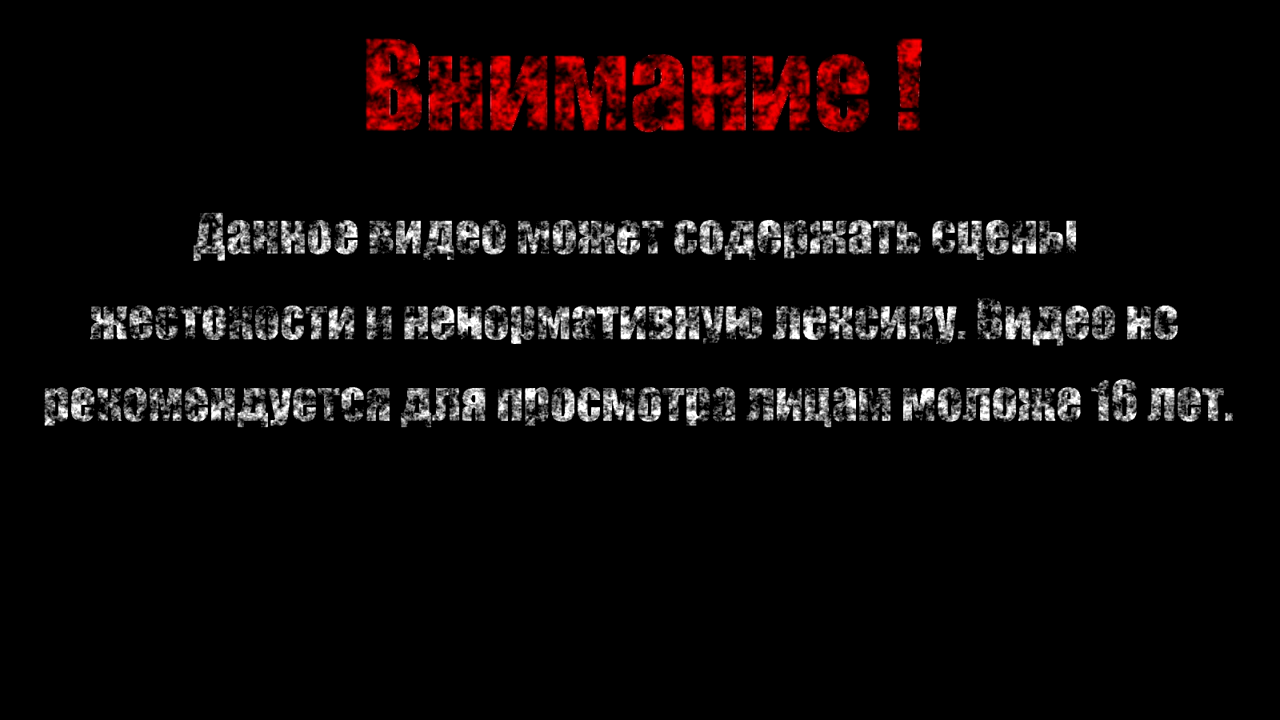 Внимание !
Данное видео может содержать сцены
жестокости и ненормативную лексику. Видео не
рекомендуется для просмотра лицам моложе 16 лет.